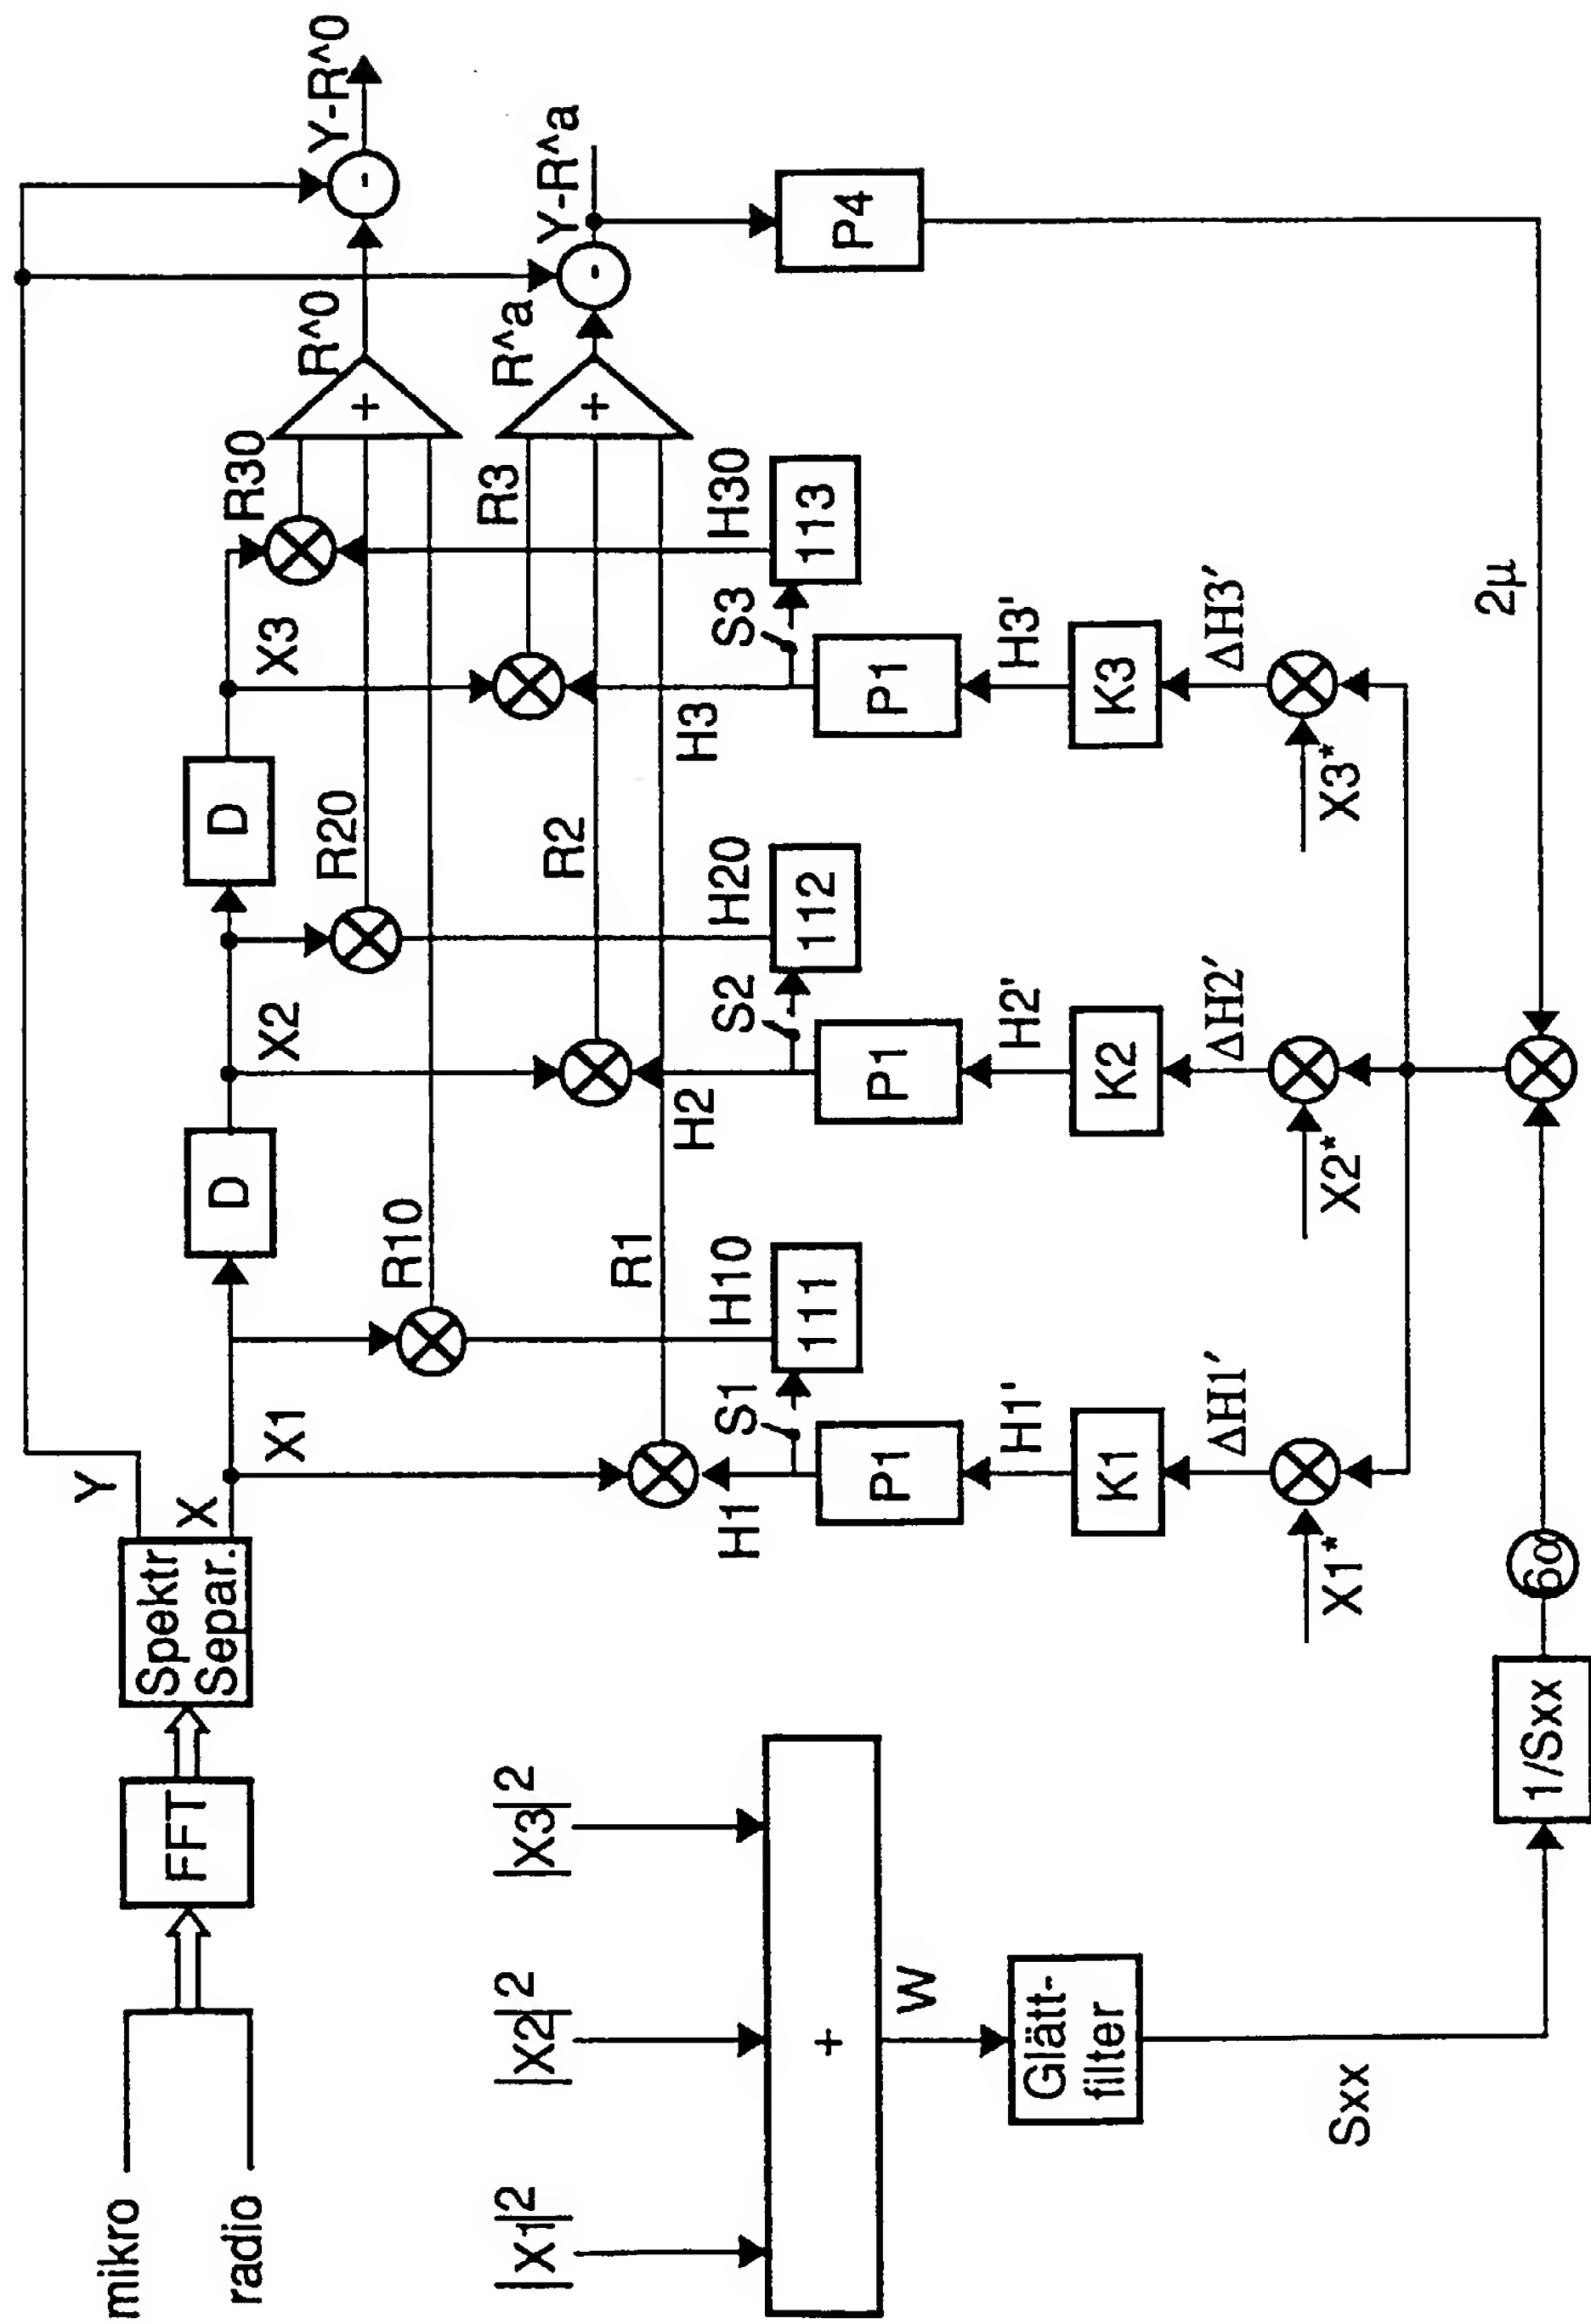 mikro
radio
FFT
Spektr
Separ.
Y
X
X1
D
X2
D
X3
R10
R20
R30
R^0
Y-R^0
R1
R2
R3
R^a
Y-R^a
H10
H20
H30
111
112
113
S1
S2
S3
H1
H2
H3
P1
P1
P1
P4
H1'
H2'
H3'
K1
K2
K3
ΔH1'
ΔH2'
ΔH3'
X1*
X2*
X3*
2μ
|X1|²
|X2|²
|X3|²
+
+
+
-
-
W
Glätt-
filter
Sxx
1/Sxx